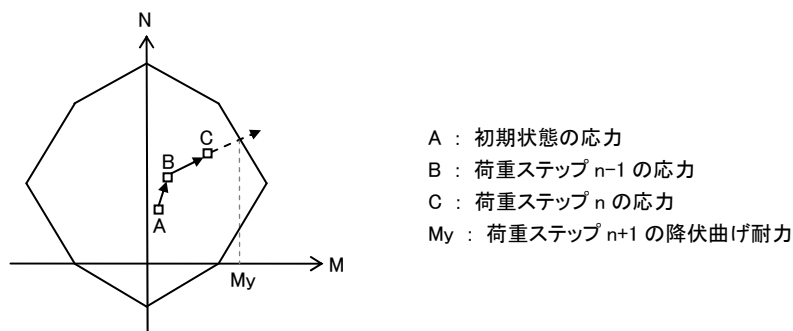 N
C
B
A
M
My
A : 初期状態の応力
B : 荷重ステップ n-1 の応力
C : 荷重ステップ n の応力
My : 荷重ステップ n+1 の降伏曲げ耐力